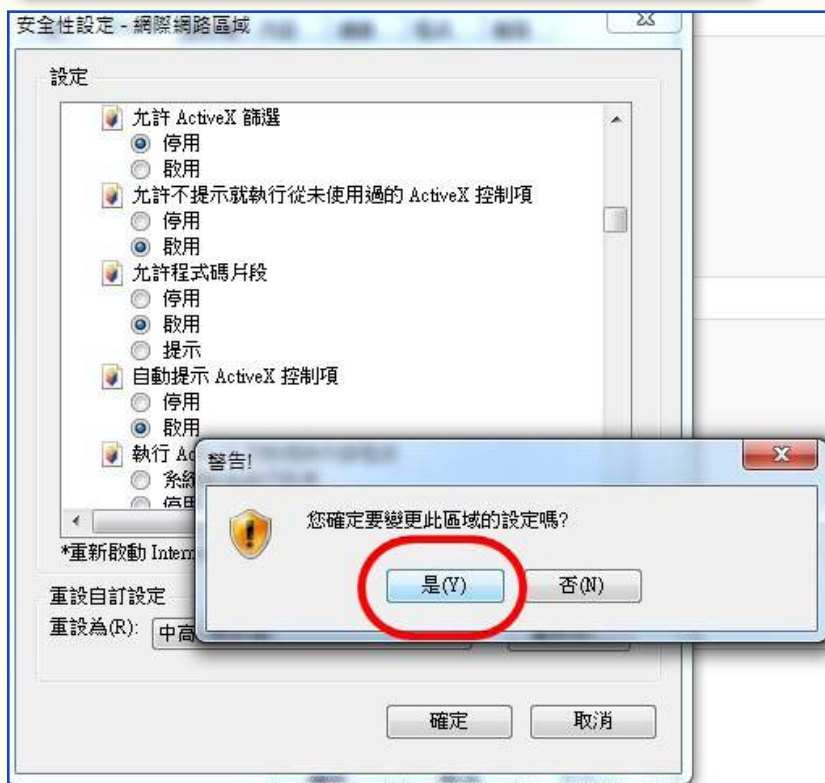 安全性設定 - 網際網路區域
設定
允許 ActiveX 篩選
停用
啟用
允許不提示就執行從未使用過的 ActiveX 控制項
停用
啟用
允許程式碼片段
停用
啟用
提示
自動提示 ActiveX 控制項
停用
啟用
執行
停用
*重新啟動
警告!
您確定要變更此區域的設定嗎?
是(Y)
否(N)
重設自訂設定
重設為(R):
中高
確定
取消